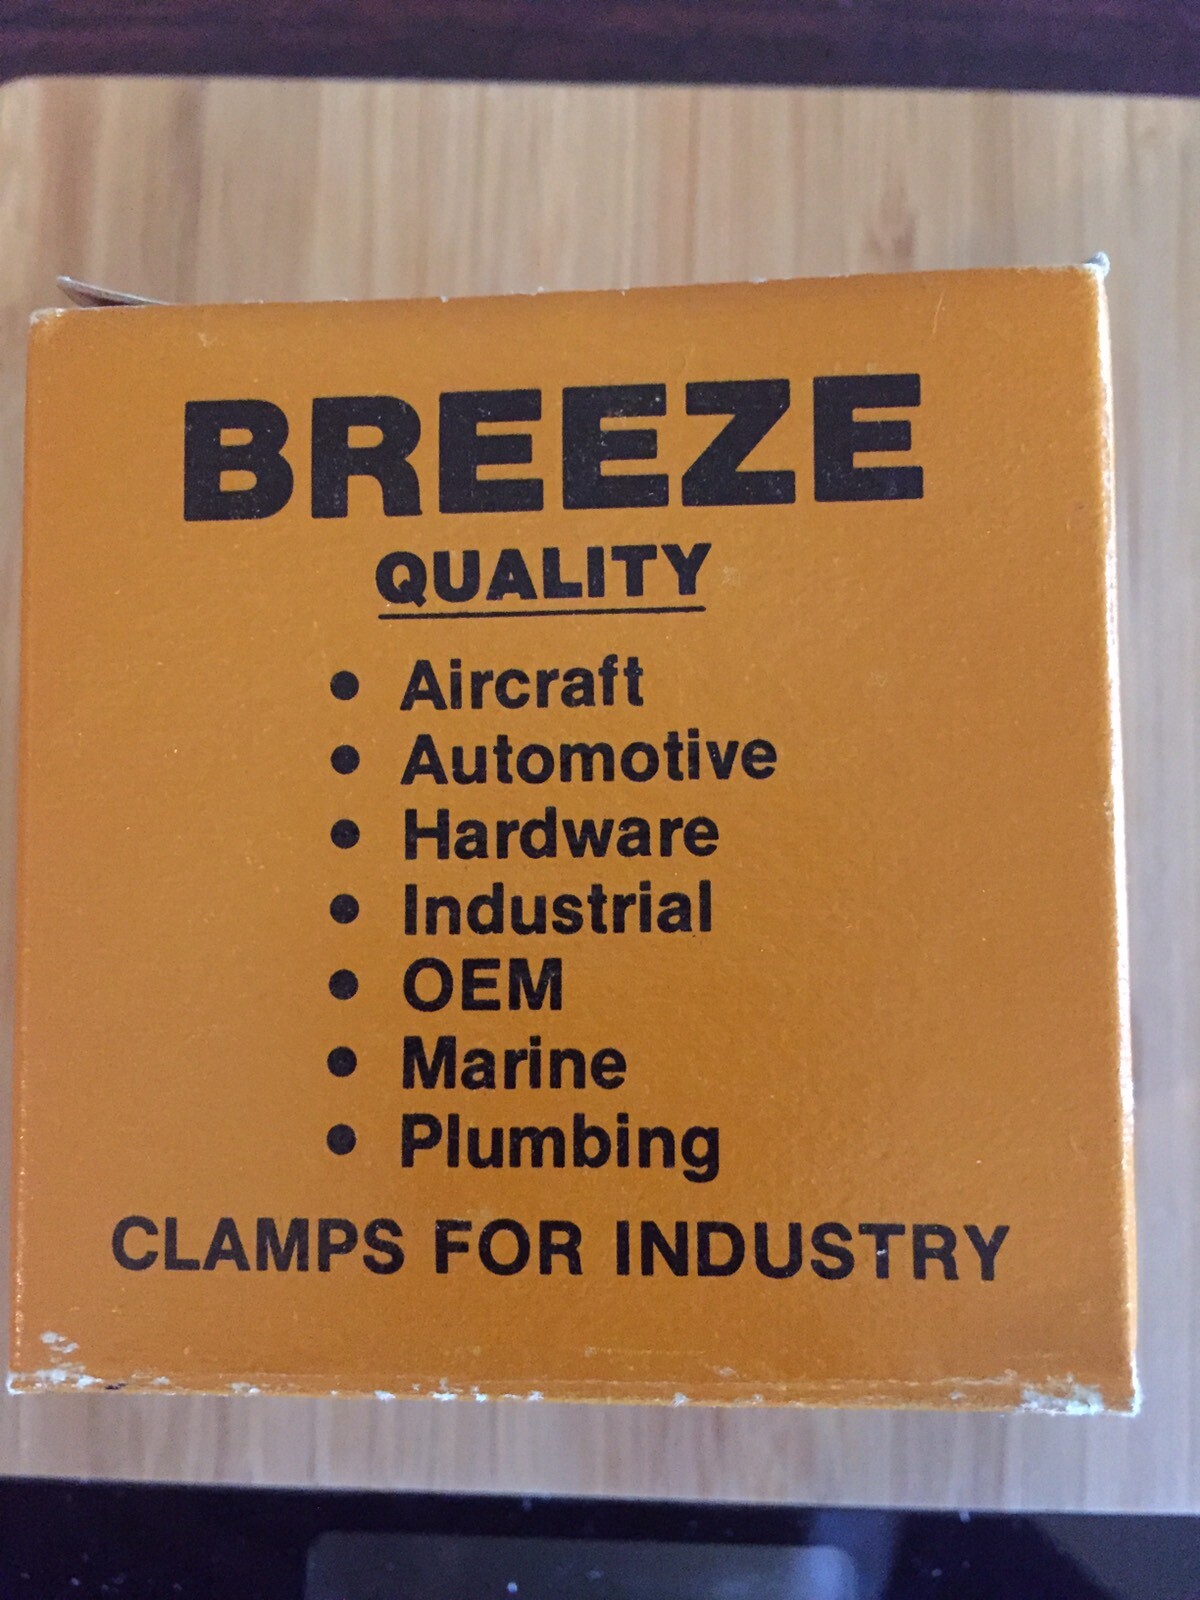 BREEZE
QUALITY
• Aircraft
• Automotive
• Hardware
• Industrial
• OEM
• Marine
• Plumbing
CLAMPS FOR INDUSTRY